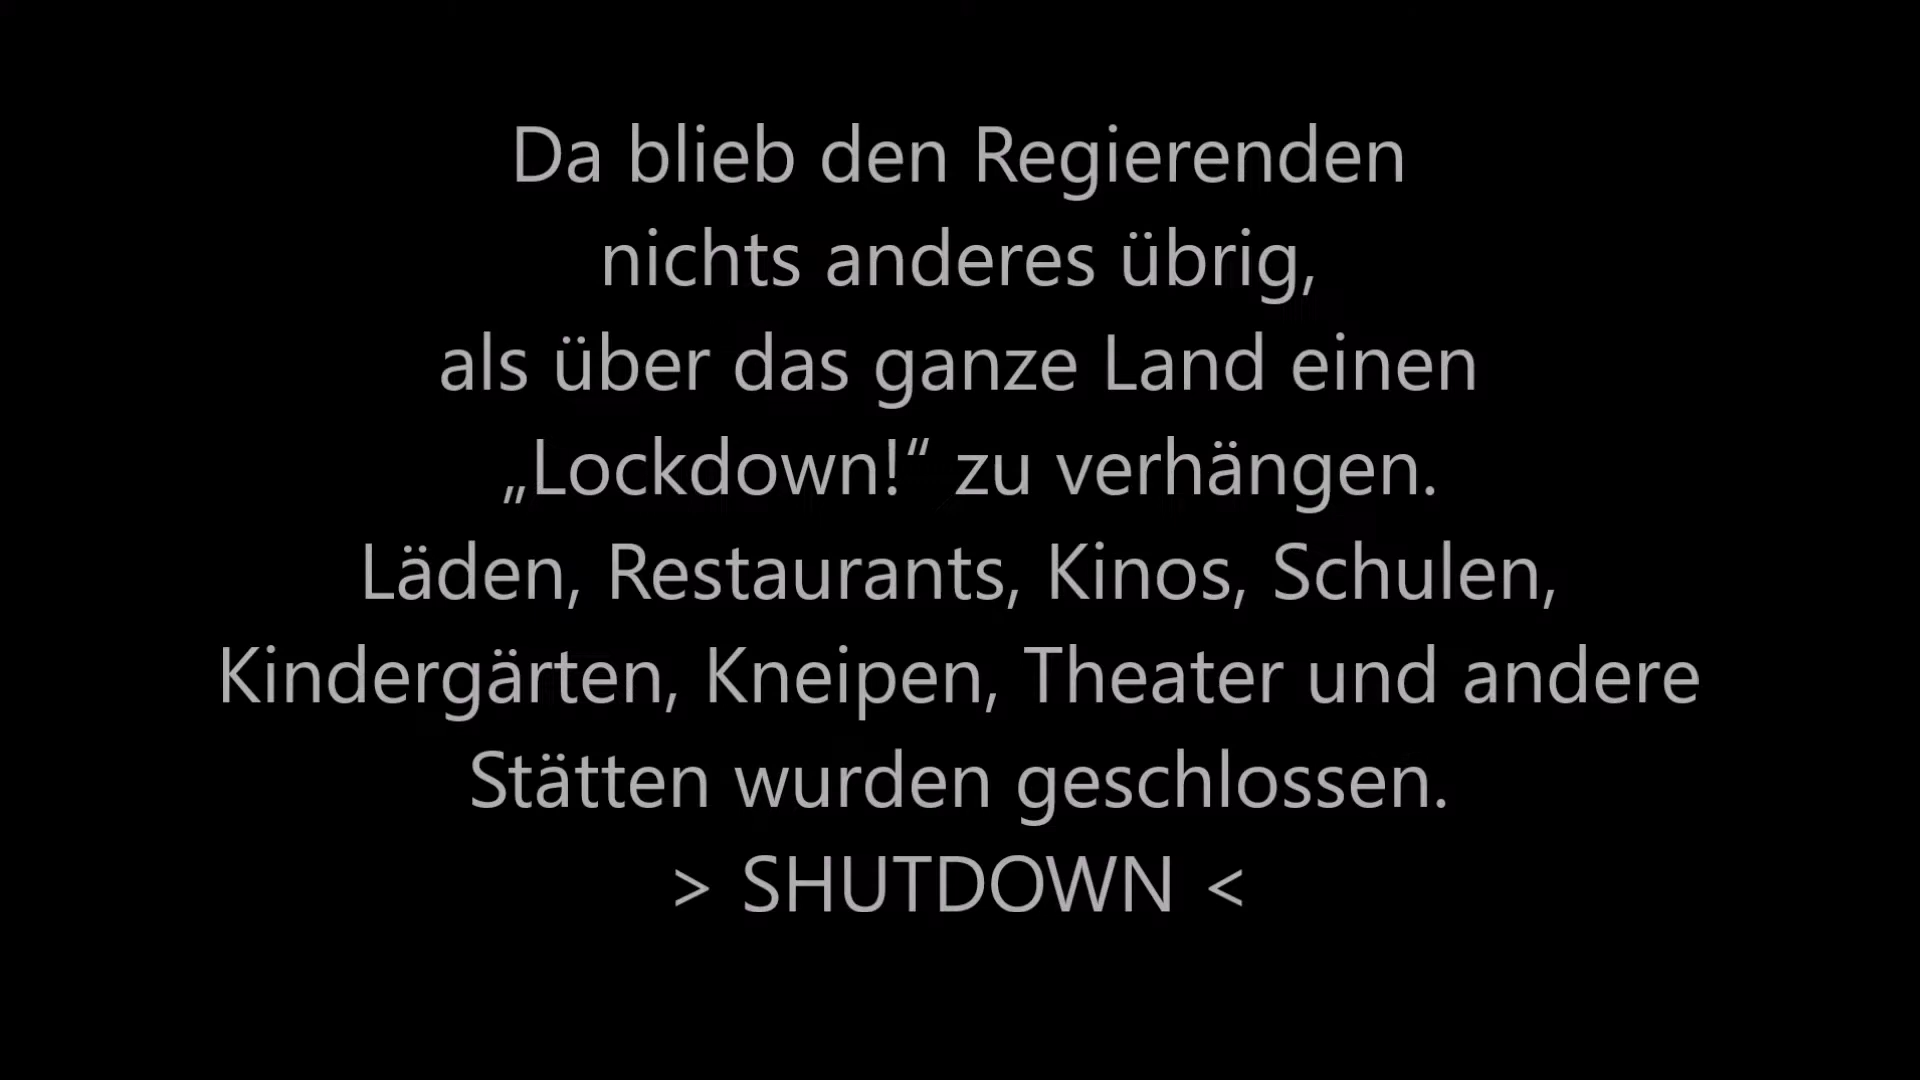 Da blieb den Regierenden
nichts anderes übrig,
als über das ganze Land einen
„Lockdown!“ zu verhängen.
Läden, Restaurants, Kinos, Schulen,
Kindergärten, Kneipen, Theater und andere
Stätten wurden geschlossen.
> SHUTDOWN <